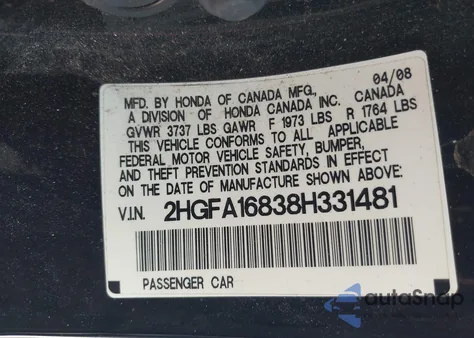 MFD. BY HONDA OF CANADA MFG., 04/08
A DIVISION OF HONDA CANADA INC. CANADA
GVWR 3737 LBS GAWR F 1973 LBS R 1764 LBS
THIS VEHICLE CONFORMS TO ALL APPLICABLE
FEDERAL MOTOR VEHICLE SAFETY, BUMPER,
AND THEFT PREVENTION STANDARDS IN EFFECT
ON THE DATE OF MANUFACTURE SHOWN ABOVE.
V.I.N. 2HGFA16838H331481
PASSENGER CAR
autoSnap